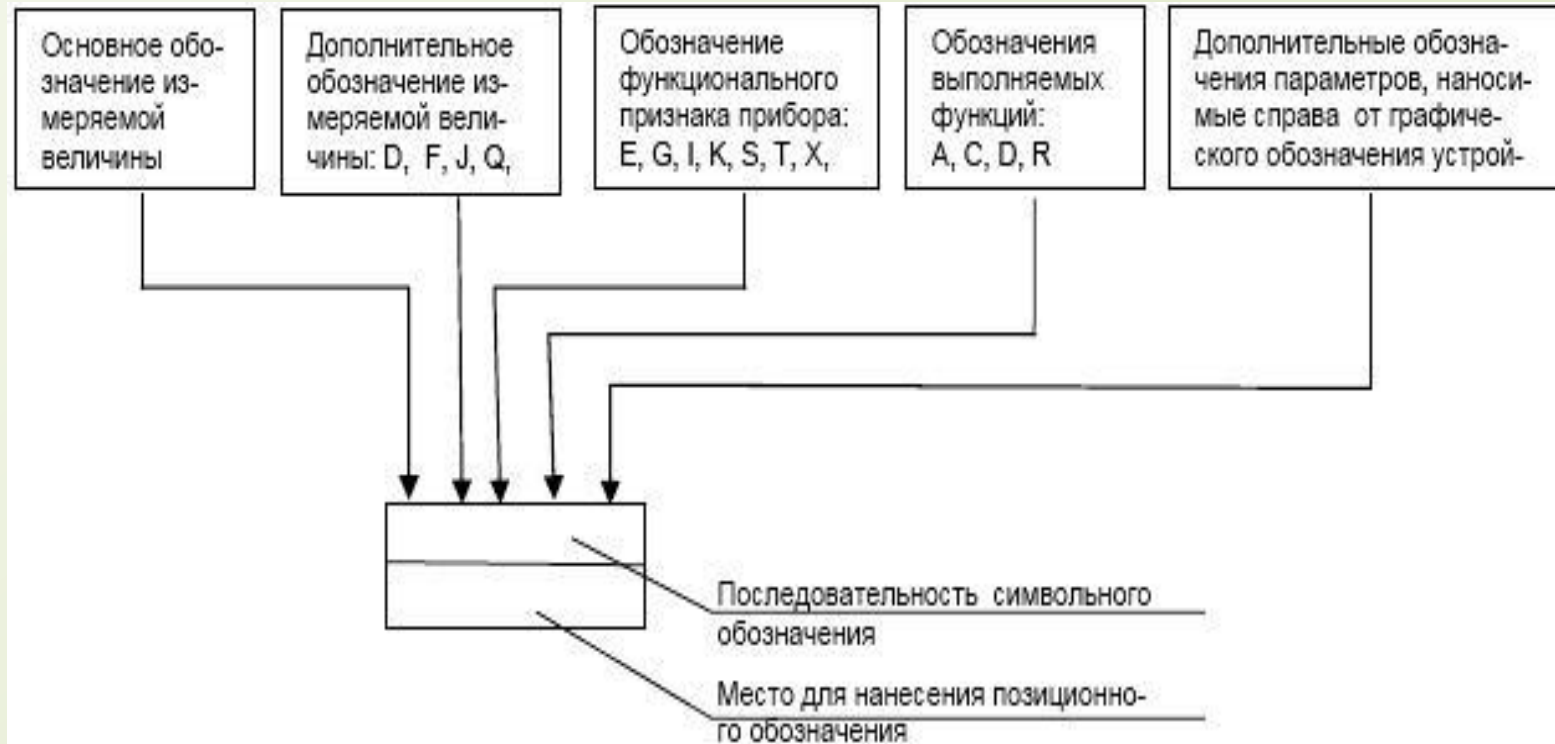 Основное обо-
значение из-
меряемой
величины
Дополнительное
обозначение из-
меряемой вели-
чины: D, F, J, Q,
Обозначение
функционального
признака прибора:
E, G, I, K, S, T, X,
Обозначения
выполняемых
функций:
A, C, D, R
Дополнительные обозна-
чения параметров, наноси-
мые справа от графиче-
ского обозначения устрой-
Последовательность символьного
обозначения
Место для нанесения позиционно-
го обозначения